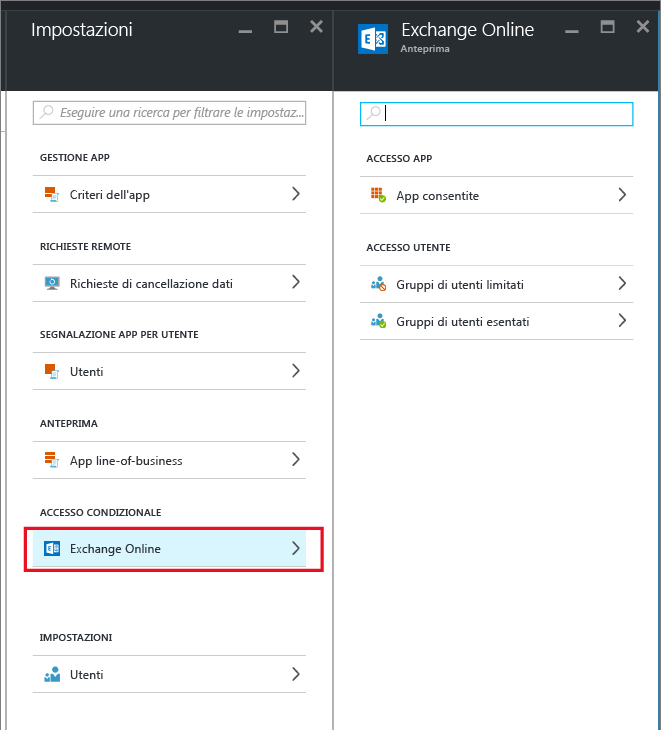 Impostazioni
Eseguire una ricerca per filtrare le impostaz...
GESTIONE APP
Criteri dell'app
RICHIESTE REMOTE
Richieste di cancellazione dati
SEGNALAZIONE APP PER UTENTE
Utenti
ANTEPRIMA
App line-of-business
ACCESSO CONDIZIONALE
Exchange Online
IMPOSTAZIONI
Utenti
Exchange Online
Anteprima
ACCESSO APP
App consentite
ACCESSO UTENTE
Gruppi di utenti limitati
Gruppi di utenti esentati